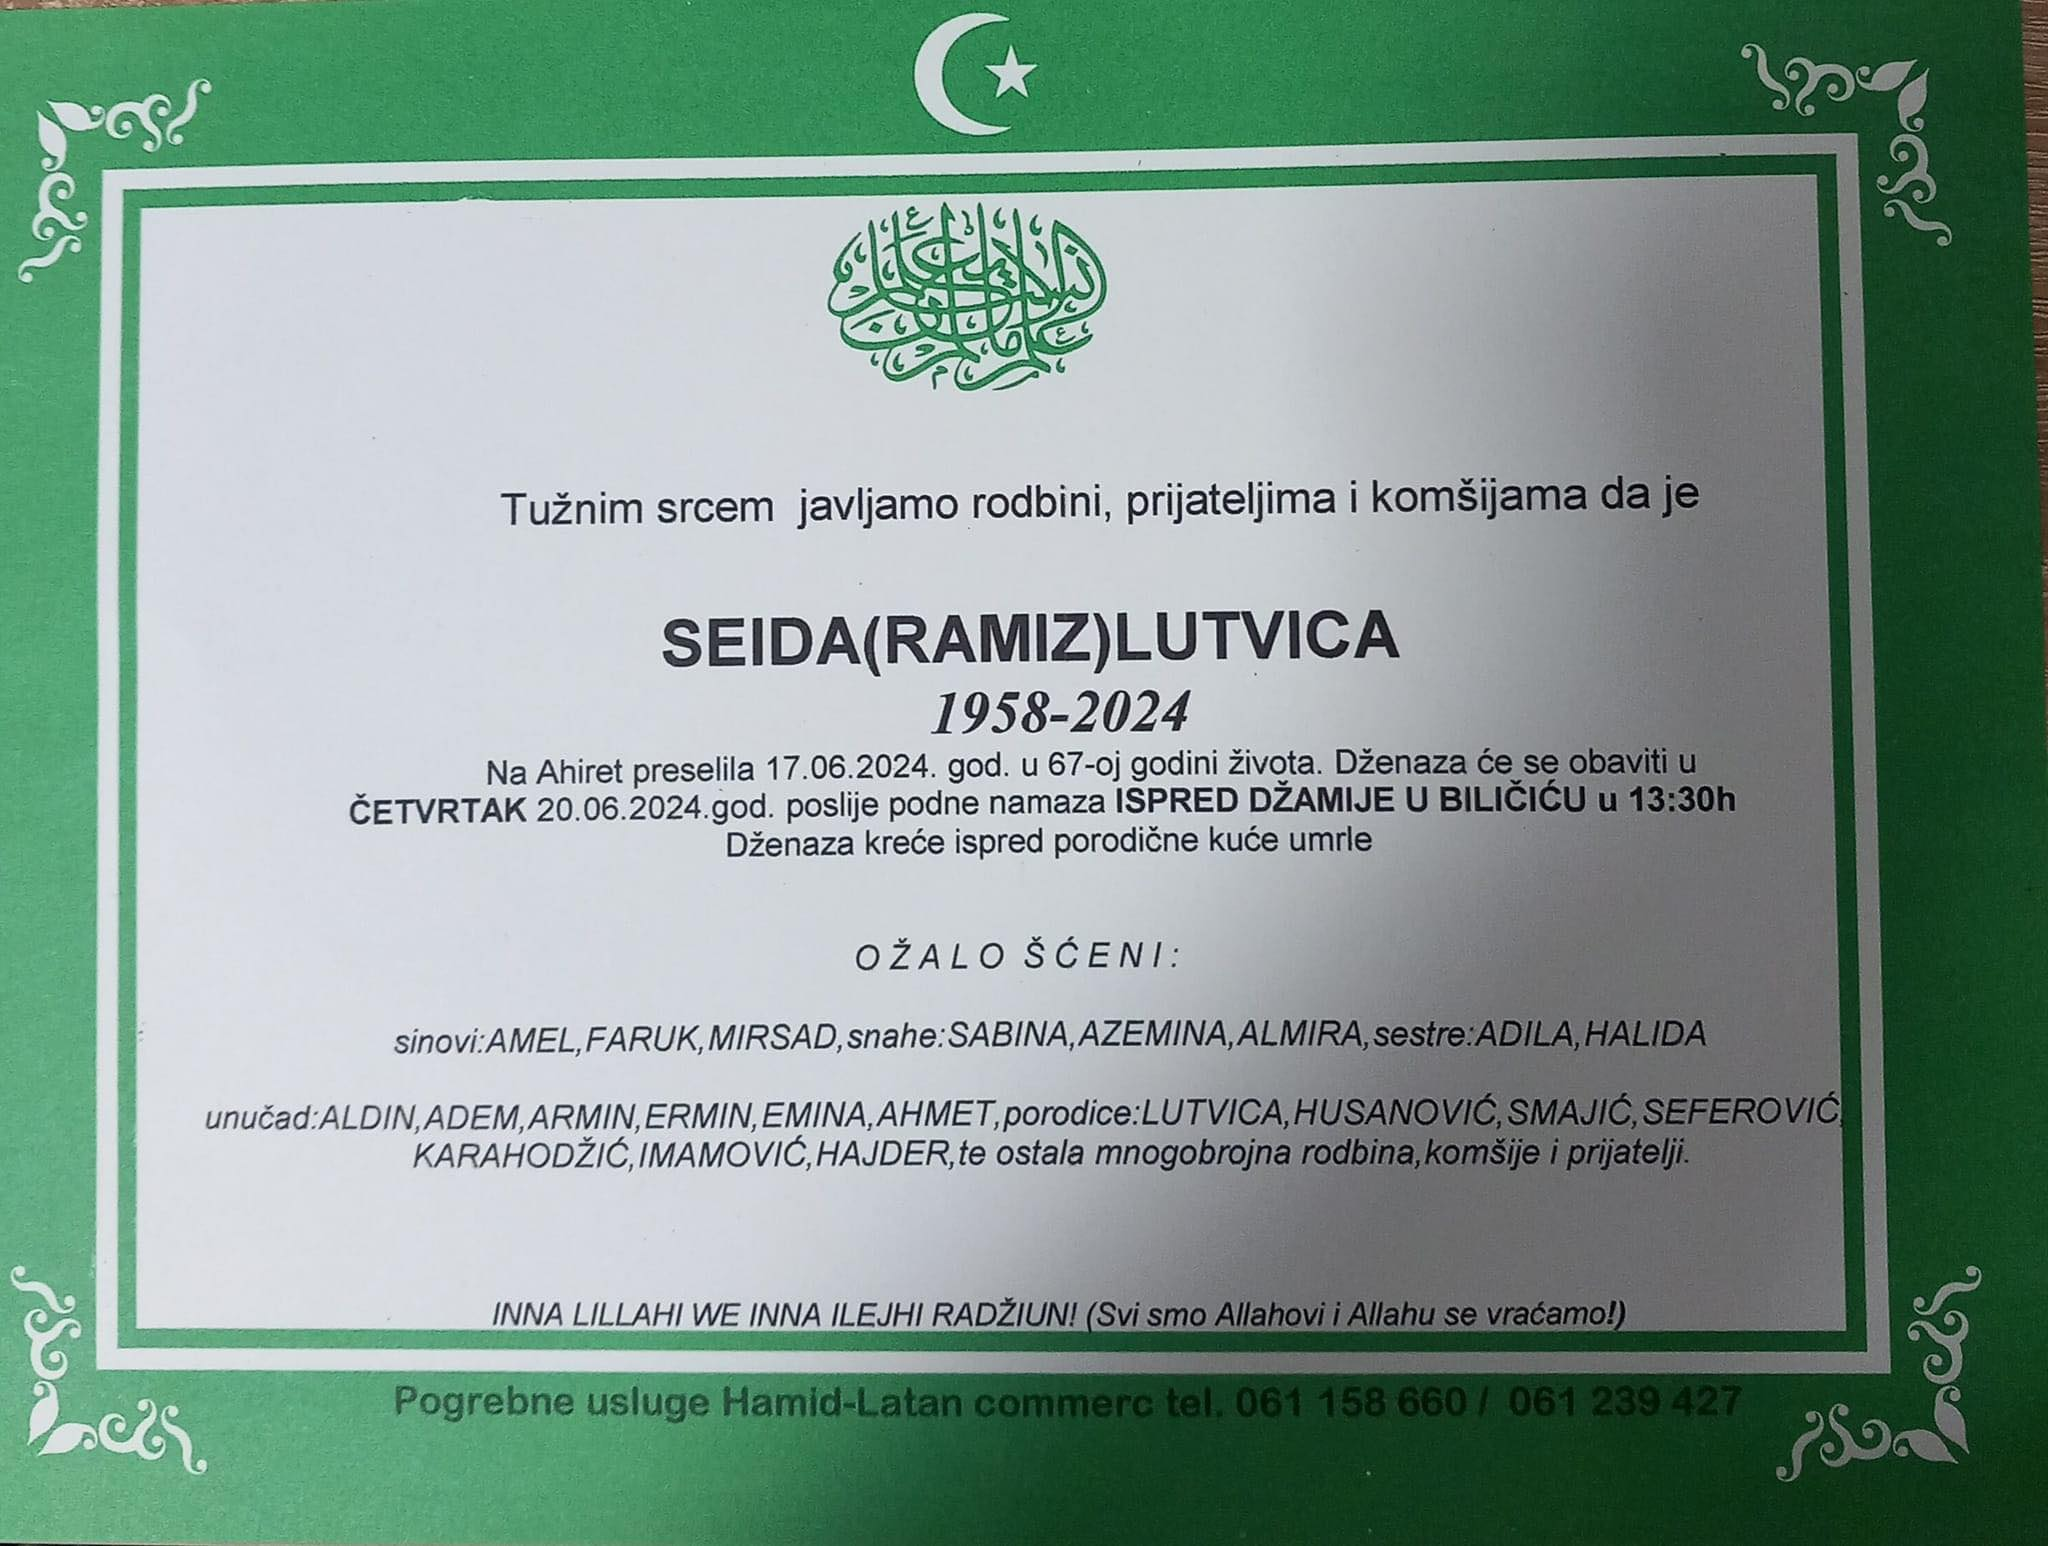 Tužnim srcem javljamo rodbini, prijateljima i komšijama da je
SEIDA(RAMIZ)LUTVICA
1958-2024
Na Ahiret preselila 17.06.2024. god. u 67-oj godini života. Dženaza će se obaviti u
ČETVRTAK 20.06.2024.god. poslije podne namaza ISPRED DŽAMIJE U BILIČIĆU u 13:30h
Dženaza kreće ispred porodične kuće umrle
OŽALO ŠĆENI:
sinovi:AMEL,FARUK,MIRSAD,snahe:SABINA,AZEMINA,ALMIRA,sestre:ADILA,HALIDA
unučad:ALDIN,ADEM,ARMIN,ERMIN,EMINA,AHMET,porodice:LUTVICA,HUSANOVIĆ,SMAJIĆ,SEFEROVIĆ,
KARAHODŽIĆ,IMAMOVIĆ,HAJDER,te ostala mnogobrojna rodbina,komšije i prijatelji.
INNA LILLAHI WE INNA ILEJHI RADŽIUN! (Svi smo Allahovi i Allahu se vraćamo!)
Pogrebne usluge Hamid-Latan commerc tel. 061 158 660 / 061 239 427